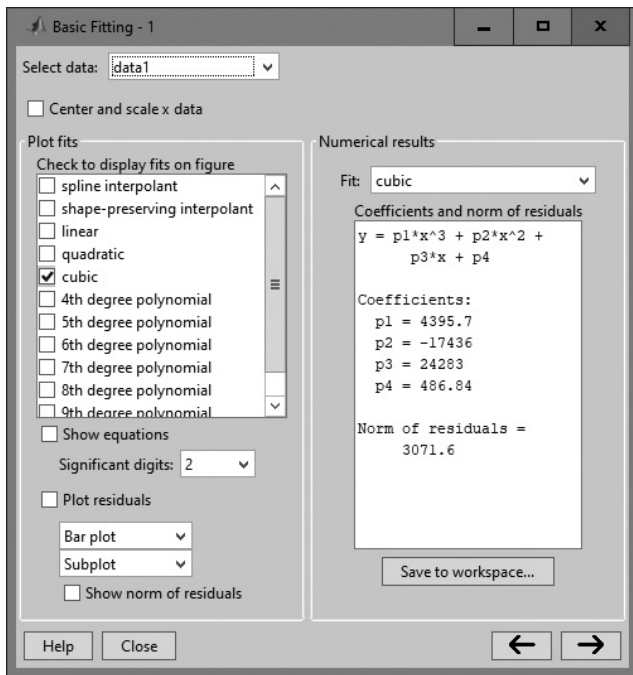 Basic Fitting - 1
Select data: data1
Center and scale x data
Plot fits
Check to display fits on figure
spline interpolant
shape-preserving interpolant
linear
quadratic
cubic
4th degree polynomial
5th degree polynomial
6th degree polynomial
7th degree polynomial
8th degree polynomial
9th degree polynomial
Show equations
Significant digits: 2
Plot residuals
Bar plot
Subplot
Show norm of residuals
Numerical results
Fit: cubic
Coefficients and norm of residuals
y = p1*x^3 + p2*x^2 +
p3*x + p4
Coefficients:
p1 = 4395.7
p2 = -17436
p3 = 24283
p4 = 486.84
Norm of residuals =
3071.6
Save to workspace...
Help
Close